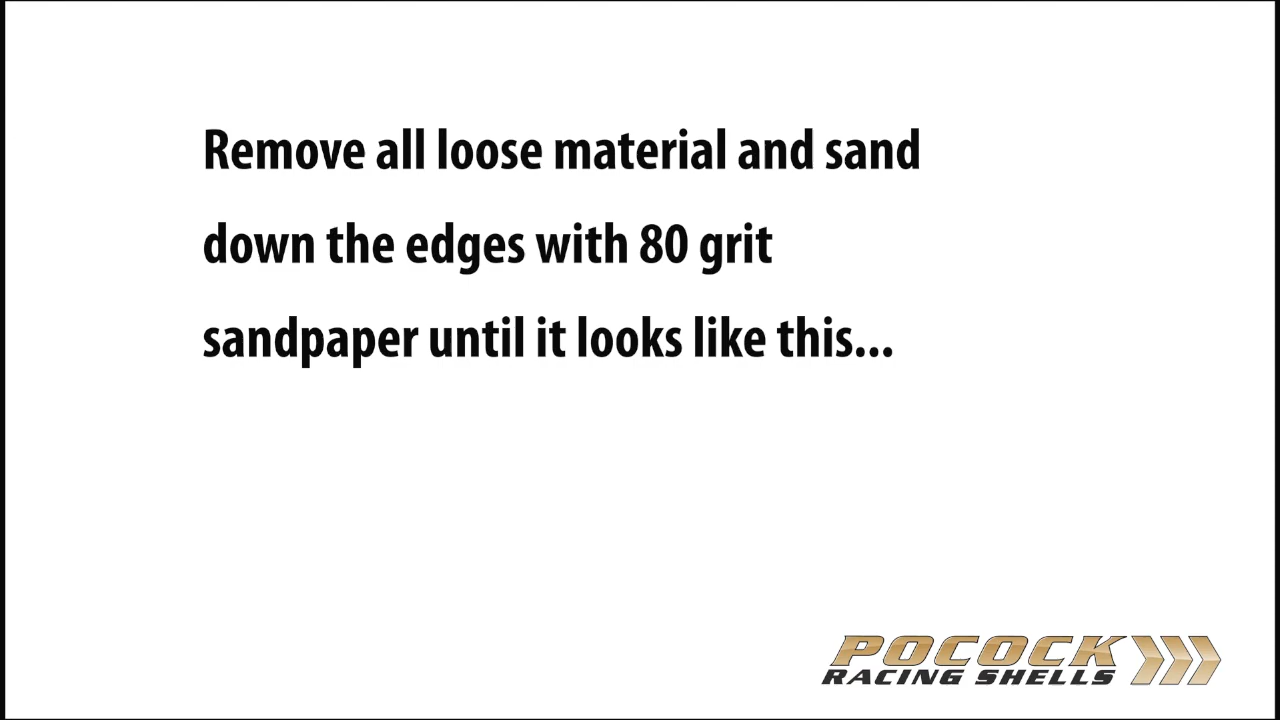 Remove all loose material and sand
down the edges with 80 grit
sandpaper until it looks like this...
POCOCK
RACING SHELLS